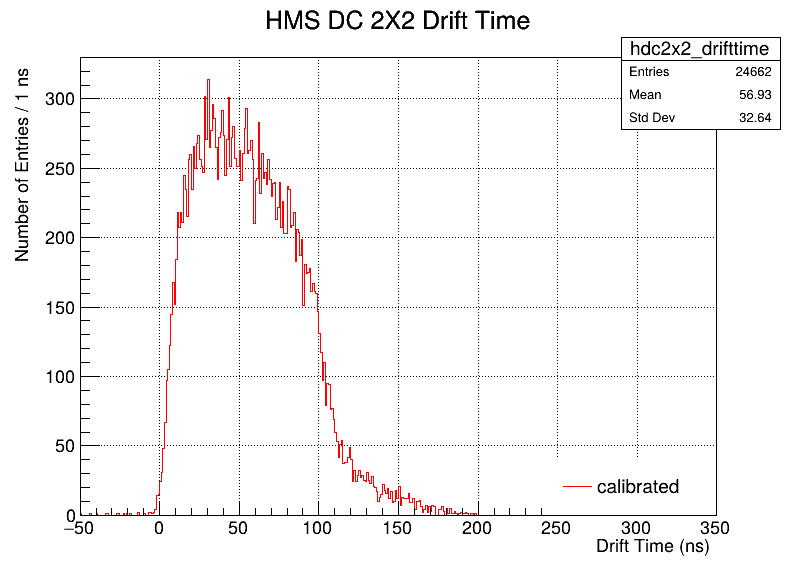 HMS DC 2X2 Drift Time
hdc2x2_drifttime
Entries 24662
Mean 56.93
Std Dev 32.64
Number of Entries / 1 ns
300
250
200
150
100
50
0
calibrated
−50 0 50 100 150 200 250 300 350
Drift Time (ns)